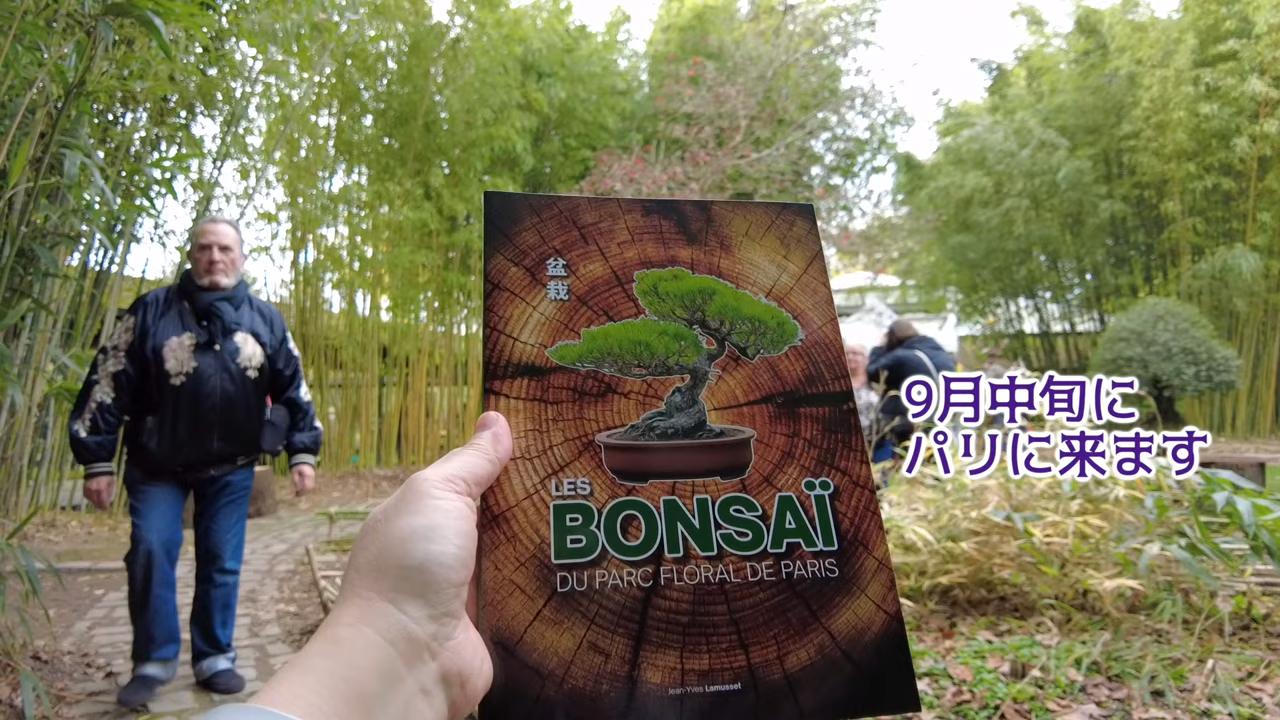 盆栽
LES
BONSAÏ
DU PARC FLORAL DE PARIS
Jean-Yves Lamusset
9月中旬に
パリに来ます